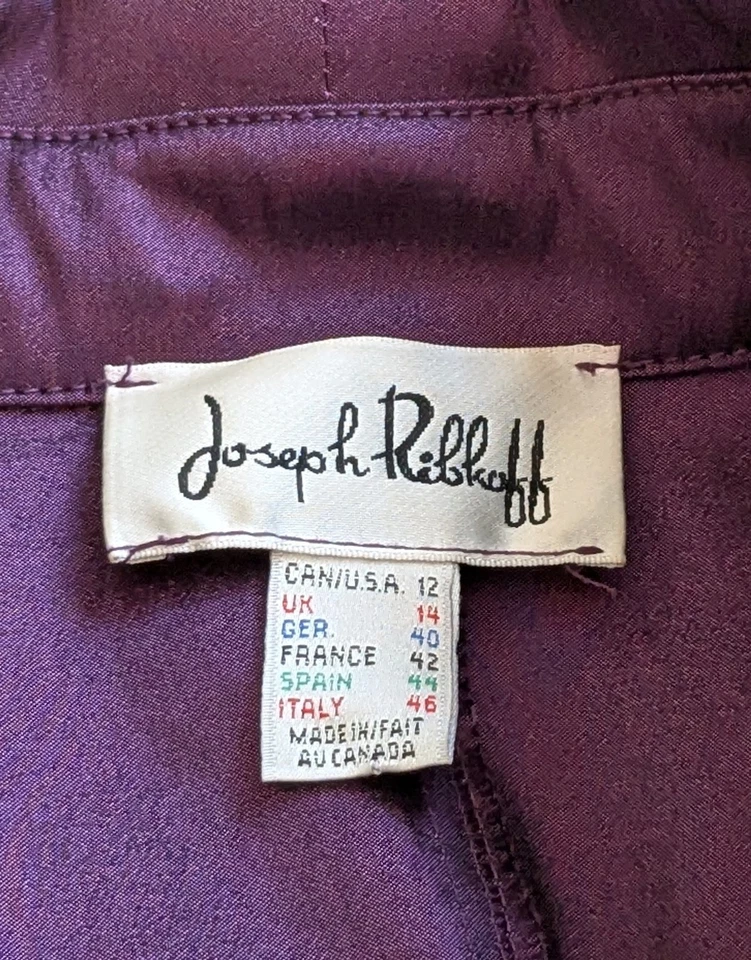 Joseph Ribkoff
CAN/U.S.A. 12
UK 14
GER. 40
FRANCE 42
SPAIN 44
ITALY 46
MADE IN/FAIT
AU CANADA